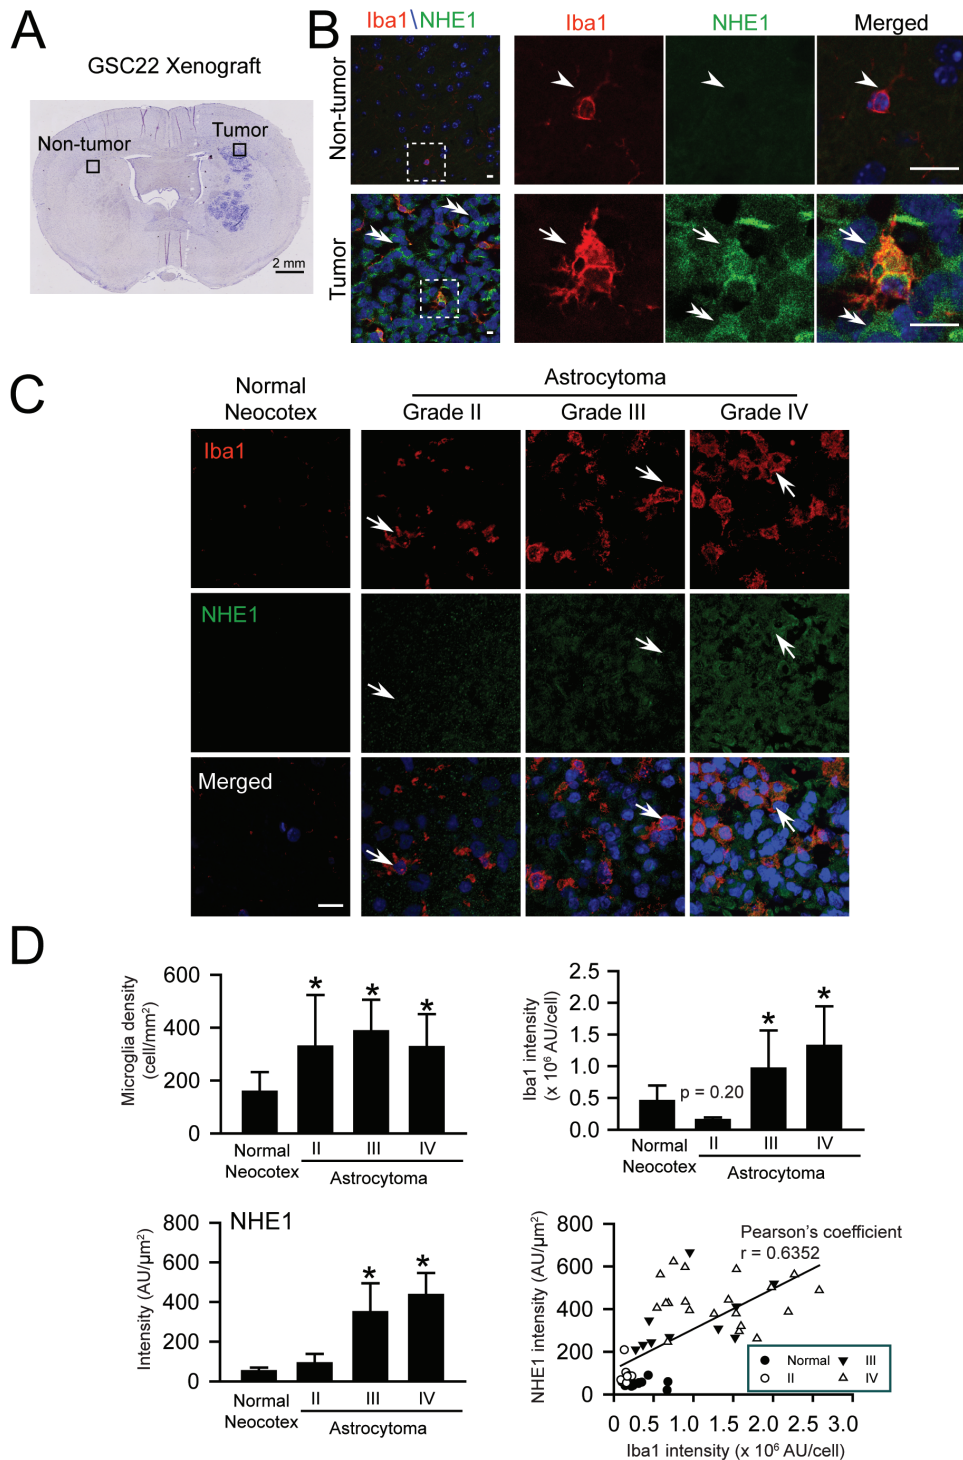 A
GSC22 Xenograft
Non-tumor
Tumor
2 mm
B
Iba1\NHE1
Iba1
NHE1
Merged
Non-tumor
Tumor
C
Normal
Neocotex
Astrocytoma
Grade II
Grade III
Grade IV
Iba1
NHE1
Merged
D
Microglia density
(cell/mm²)
600
400
200
0
*
*
*
Normal
Neocotex
II
III
IV
Astrocytoma
Iba1 intensity
(x 10⁶ AU/cell)
2.5
2.0
1.5
1.0
0.5
0.0
p = 0.20
*
*
Normal
Neocotex
II
III
IV
Astrocytoma
NHE1
Intensity (AU/µm²)
800
600
400
200
0
*
*
Normal
Neocotex
II
III
IV
Astrocytoma
NHE1 intensity (AU/µm²)
800
600
400
200
0
Pearson's coefficient
r = 0.6352
Normal
III
II
IV
0 0.5 1.0 1.5 2.0 2.5 3.0
Iba1 intensity (x 10⁶ AU/cell)